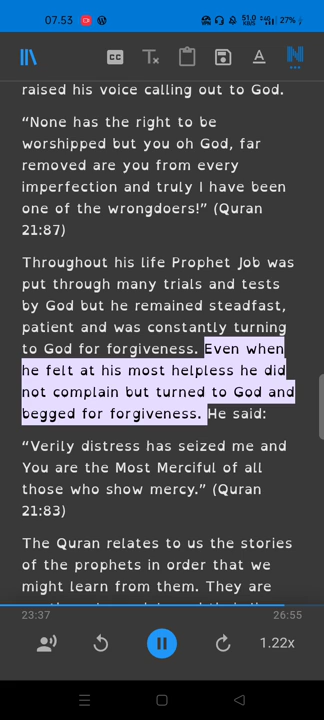 07.53
51.0
KB/s
27%
CC
raised his voice calling out to God.
“None has the right to be
worshipped but you oh God, far
removed are you from every
imperfection and truly I have been
one of the wrongdoers!” (Quran
21:87)
Throughout his life Prophet Job was
put through many trials and tests
by God but he remained steadfast,
patient and was constantly turning
to God for forgiveness. Even when
he felt at his most helpless he did
not complain but turned to God and
begged for forgiveness. He said:
“Verily distress has seized me and
You are the Most Merciful of all
those who show mercy.” (Quran
21:83)
The Quran relates to us the stories
of the prophets in order that we
might learn from them. They are
23:37
26:55
1.22x